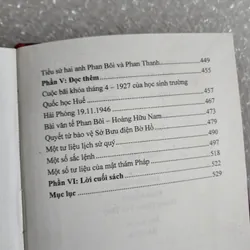 Tiểu sử hai anh Phan Bôi và Phan Thanh 449
Phần V: Đọc thêm 455
Cuộc bãi khóa tháng 4 – 1927 của học sinh trường
Quốc học Huế 457
Hải Phòng 19.11.1946 467
Bài văn tế Phan Bôi – Hoàng Hữu Nam 490
Quyết tử bảo vệ Sở Bưu điện Bờ Hồ 494
Một tư liệu lịch sử quý 497
Một số sắc lệnh 518
Một số tư liệu của mật thám Pháp 522
Phần VI: Lời cuối sách 527
Mục lục 529